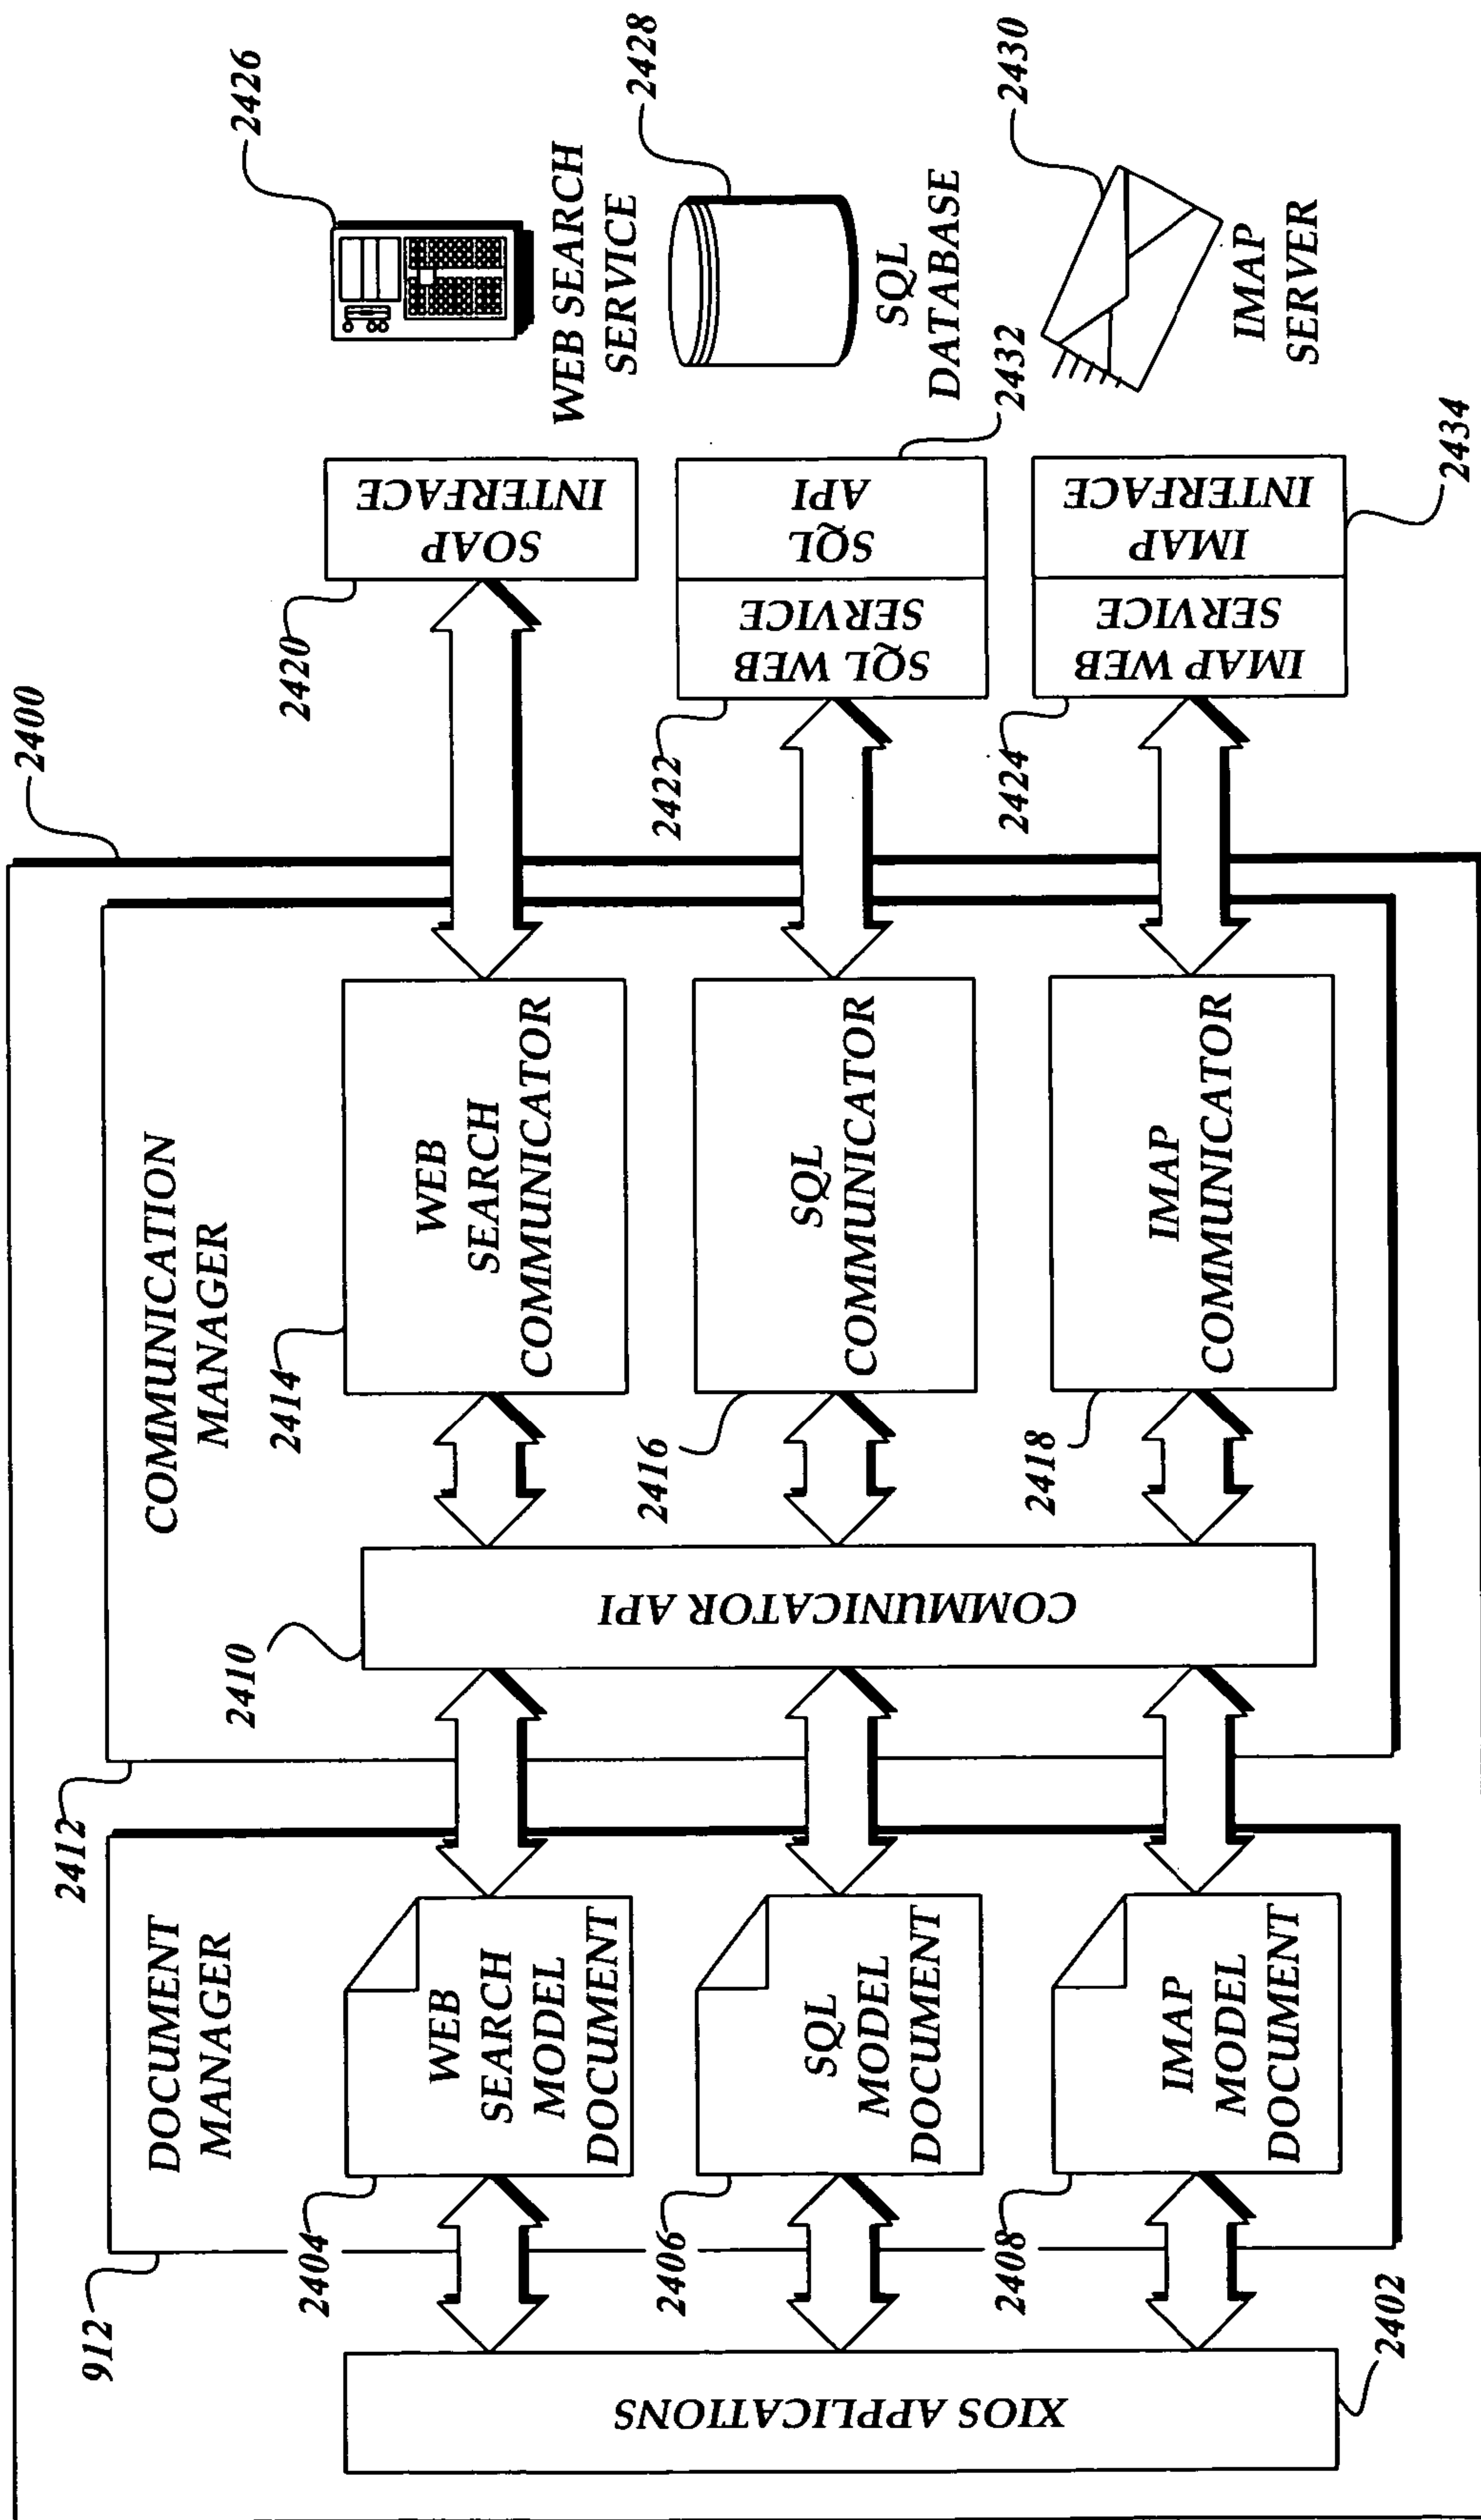 2400
912
DOCUMENT
MANAGER
2412
COMMUNICATION
MANAGER
2402
XIOS APPLICATIONS
2404
WEB
SEARCH
MODEL
DOCUMENT
2406
SQL
MODEL
DOCUMENT
2408
IMAP
MODEL
DOCUMENT
2410
COMMUNICATOR API
2414
WEB
SEARCH
COMMUNICATOR
2416
SQL
COMMUNICATOR
2418
IMAP
COMMUNICATOR
2420
SOAP
INTERFACE
2422
SQL WEB
SERVICE
SQL
API
2432
2424
IMAP WEB
SERVICE
IMAP
INTERFACE
2434
2426
WEB SEARCH
SERVICE
2428
SQL
DATABASE
2430
IMAP
SERVER